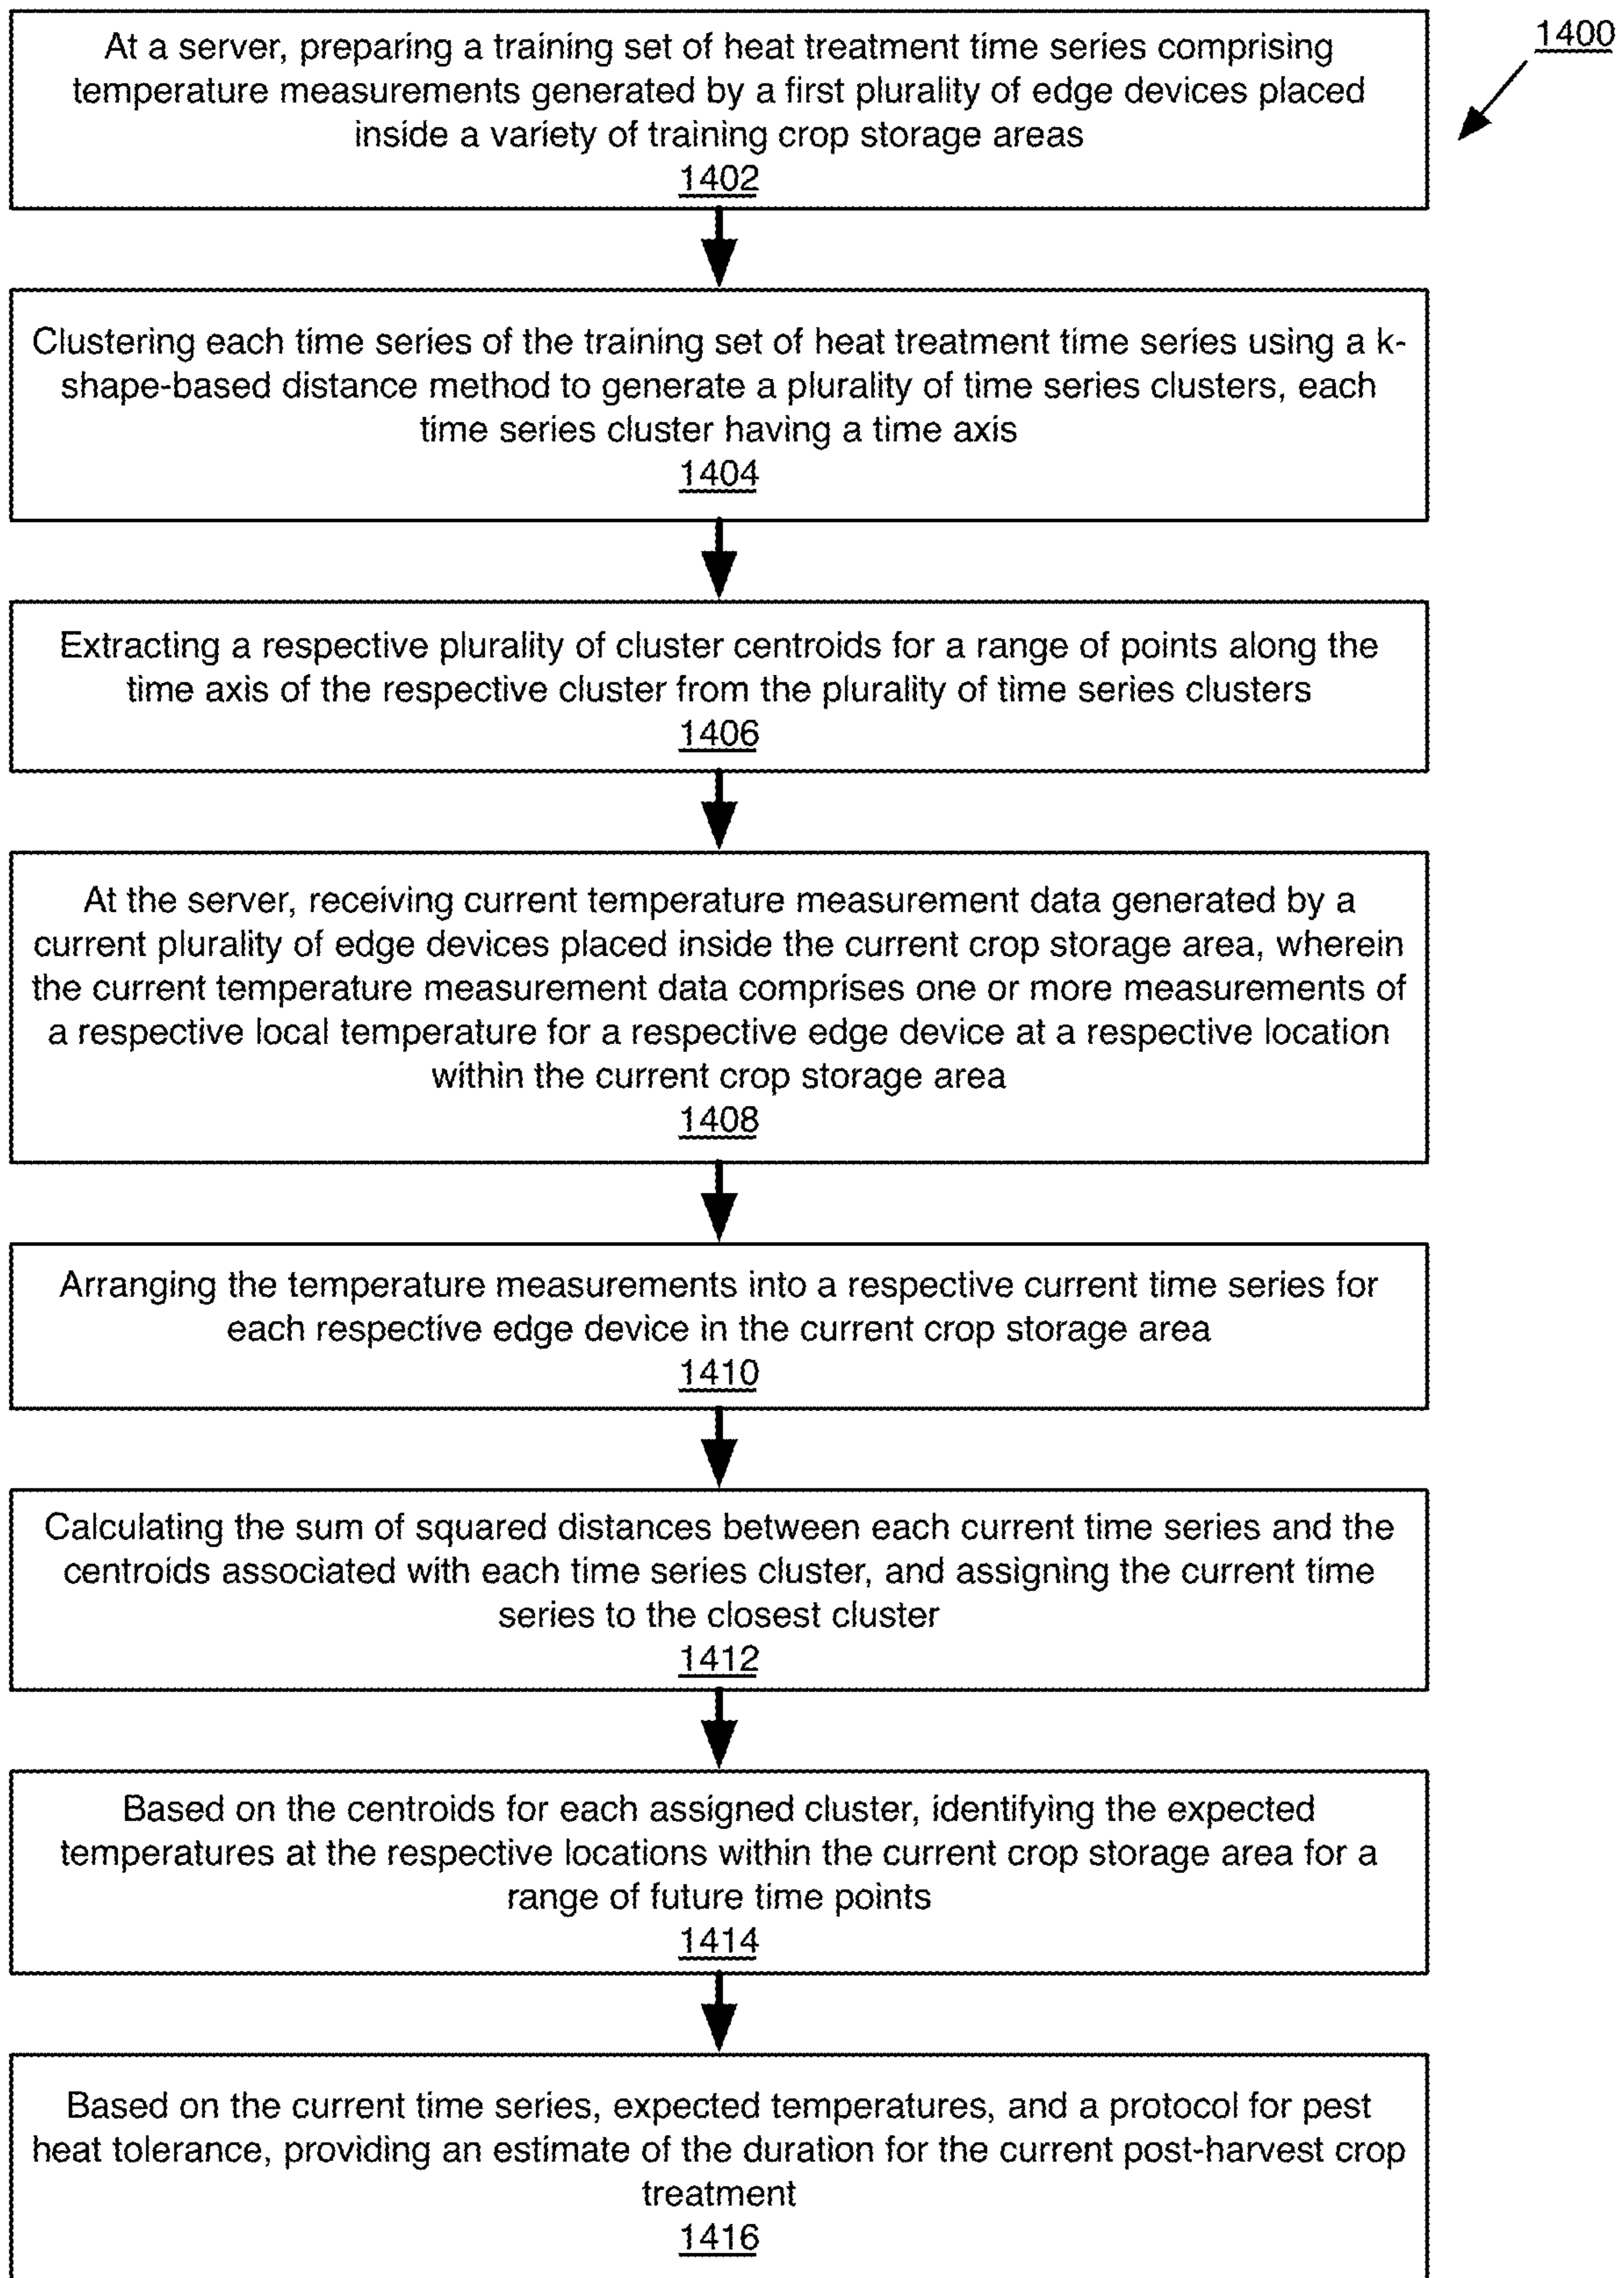 1400
At a server, preparing a training set of heat treatment time series comprising
temperature measurements generated by a first plurality of edge devices placed
inside a variety of training crop storage areas
1402
Clustering each time series of the training set of heat treatment time series using a k-
shape-based distance method to generate a plurality of time series clusters, each
time series cluster having a time axis
1404
Extracting a respective plurality of cluster centroids for a range of points along the
time axis of the respective cluster from the plurality of time series clusters
1406
At the server, receiving current temperature measurement data generated by a
current plurality of edge devices placed inside the current crop storage area, wherein
the current temperature measurement data comprises one or more measurements of
a respective local temperature for a respective edge device at a respective location
within the current crop storage area
1408
Arranging the temperature measurements into a respective current time series for
each respective edge device in the current crop storage area
1410
Calculating the sum of squared distances between each current time series and the
centroids associated with each time series cluster, and assigning the current time
series to the closest cluster
1412
Based on the centroids for each assigned cluster, identifying the expected
temperatures at the respective locations within the current crop storage area for a
range of future time points
1414
Based on the current time series, expected temperatures, and a protocol for pest
heat tolerance, providing an estimate of the duration for the current post-harvest crop
treatment
1416